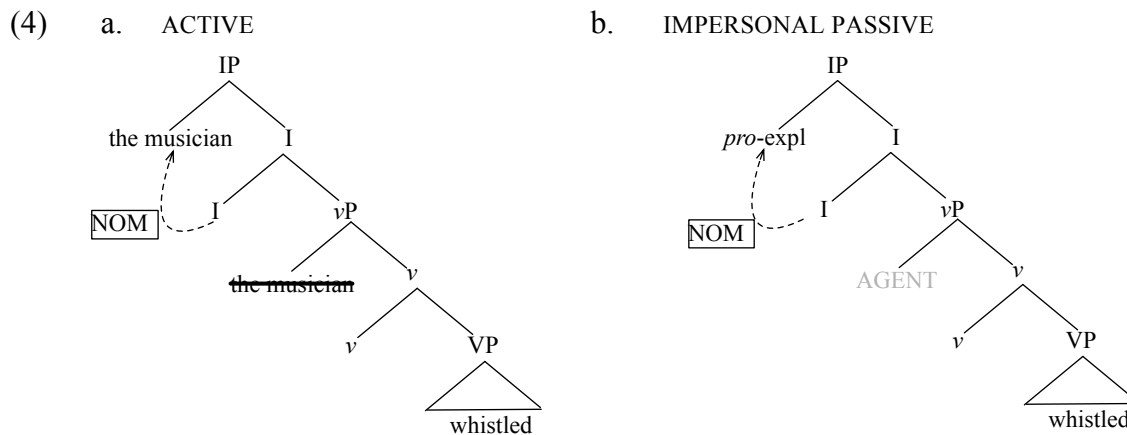 (4) a. ACTIVE b. IMPERSONAL PASSIVE
IP IP
the musician I pro-expl I
NOM I vP NOM I vP
the musician v AGENT v
v VP v VP
whistled whistled